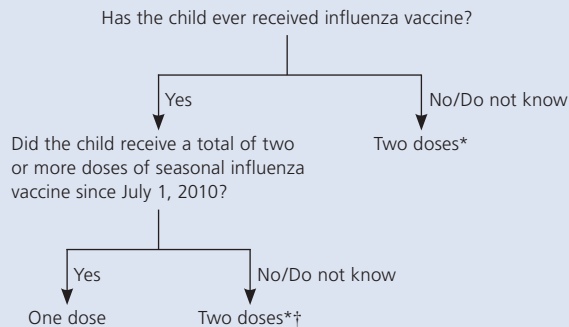 Has the child ever received influenza vaccine?
Yes
No/Do not know
Did the child receive a total of two
or more doses of seasonal influenza
vaccine since July 1, 2010?
Two doses*
Yes
No/Do not know
One dose
Two doses*†